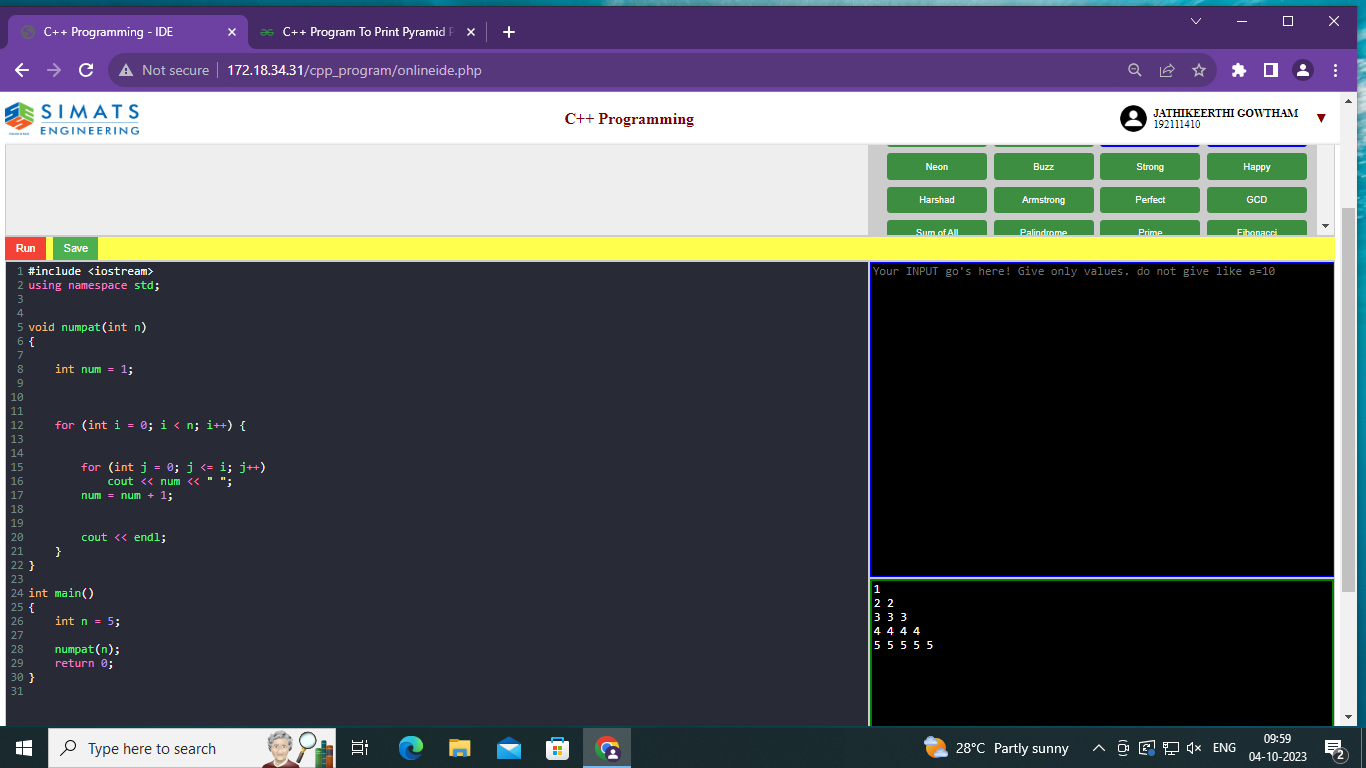 C++ Programming - IDE
C++ Program To Print Pyramid P
Not secure
172.18.34.31/cpp_program/onlineide.php
SIMATS
ENGINEERING
C++ Programming
JATHIKEERTHI GOWTHAM
192111410
Neon Buzz Strong Happy
Harshad Armstrong Perfect GCD
Sum of All Palindrome Prime Fibonacci
Run Save
1 #include <iostream>
2 using namespace std;
3
4
5 void numpat(int n)
6 {
7
8 int num = 1;
9
10
11
12 for (int i = 0; i < n; i++) {
13
14
15 for (int j = 0; j <= i; j++)
16 cout << num << " ";
17 num = num + 1;
18
19
20 cout << endl;
21 }
22 }
23
24 int main()
25 {
26 int n = 5;
27
28 numpat(n);
29 return 0;
30 }
31
Your INPUT go's here! Give only values. do not give like a=10
1
2 2
3 3 3
4 4 4 4
5 5 5 5 5
Type here to search
28°C Partly sunny
ENG
09:59
04-10-2023
2